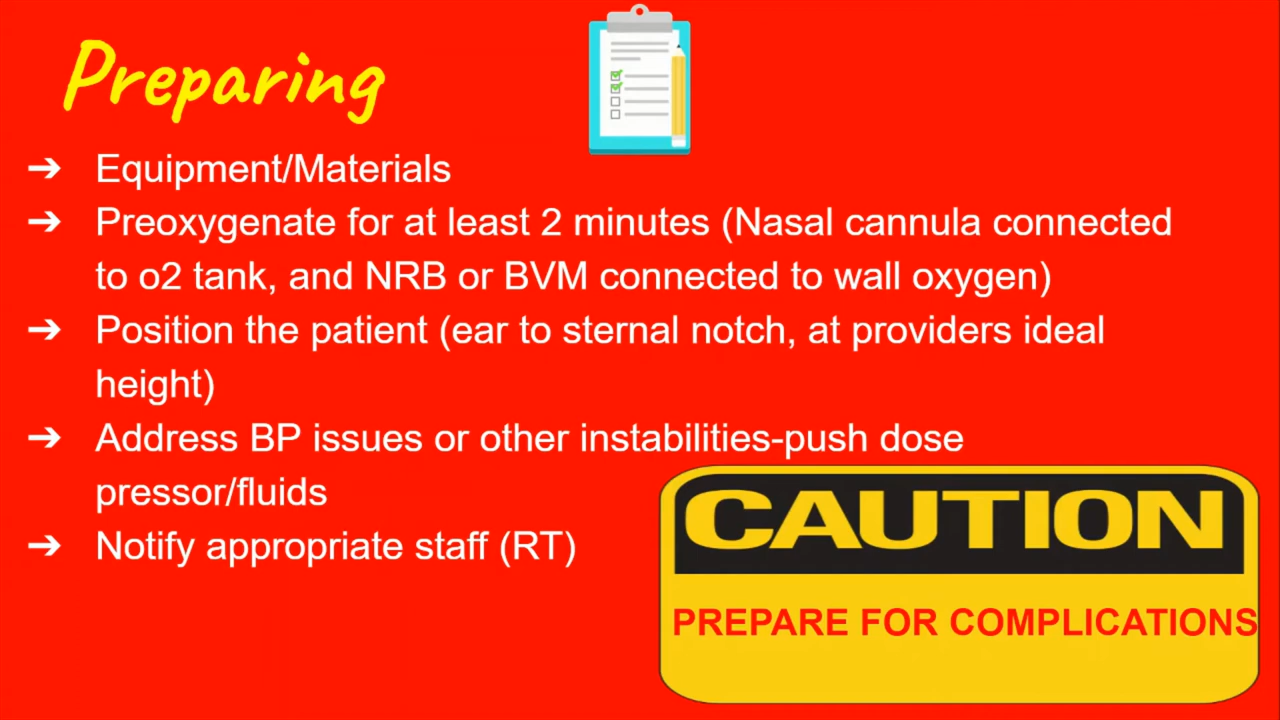 Preparing
➔ Equipment/Materials
➔ Preoxygenate for at least 2 minutes (Nasal cannula connected
to o2 tank, and NRB or BVM connected to wall oxygen)
➔ Position the patient (ear to sternal notch, at providers ideal
height)
➔ Address BP issues or other instabilities-push dose
pressor/fluids
➔ Notify appropriate staff (RT)
CAUTION
PREPARE FOR COMPLICATIONS